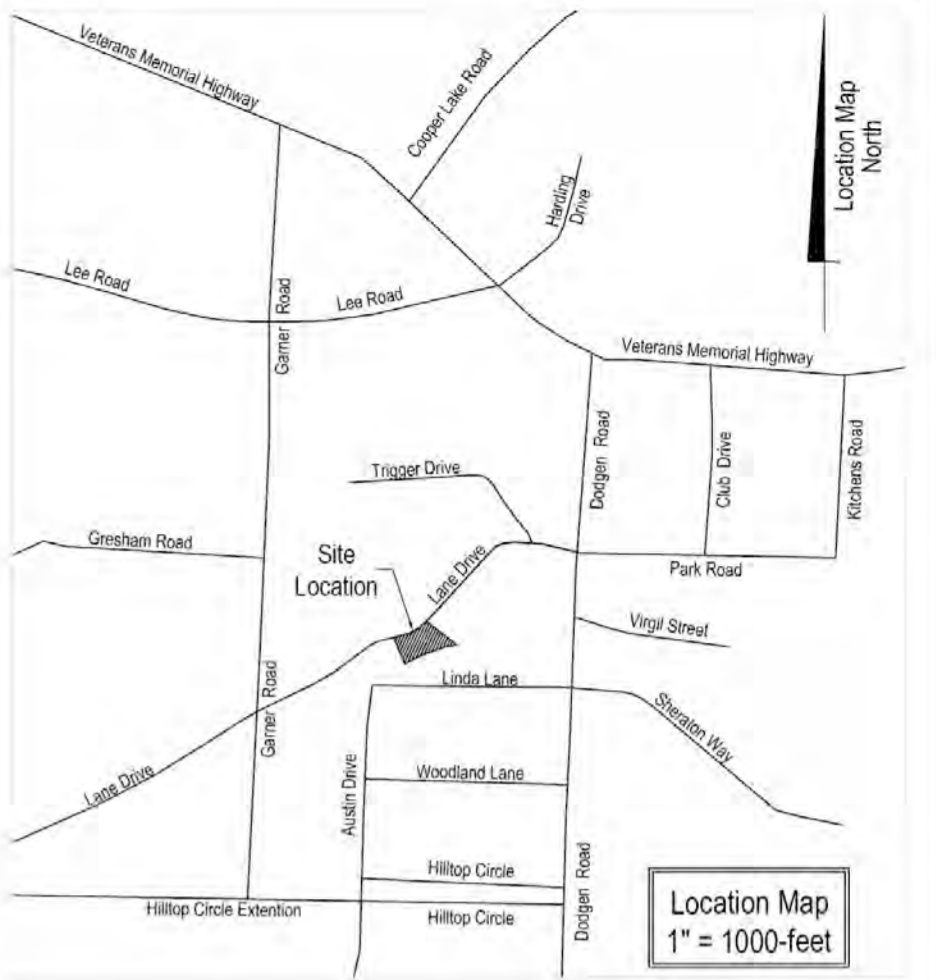 Veterans Memorial Highway
Cooper Lake Road
Location Map
North
Harding
Drive
Lee Road
Lee Road
Garner Road
Veterans Memorial Highway
Dodgen Road
Club Drive
Kitchens Road
Trigger Drive
Gresham Road
Site
Location
Lane Drive
Park Road
Virgil Street
Linda Lane
Garner Road
Sheraton Way
Lane Drive
Austin Drive
Woodland Lane
Hilltop Circle
Dodgen Road
Hilltop Circle Extention
Hilltop Circle
Location Map
1" = 1000-feet